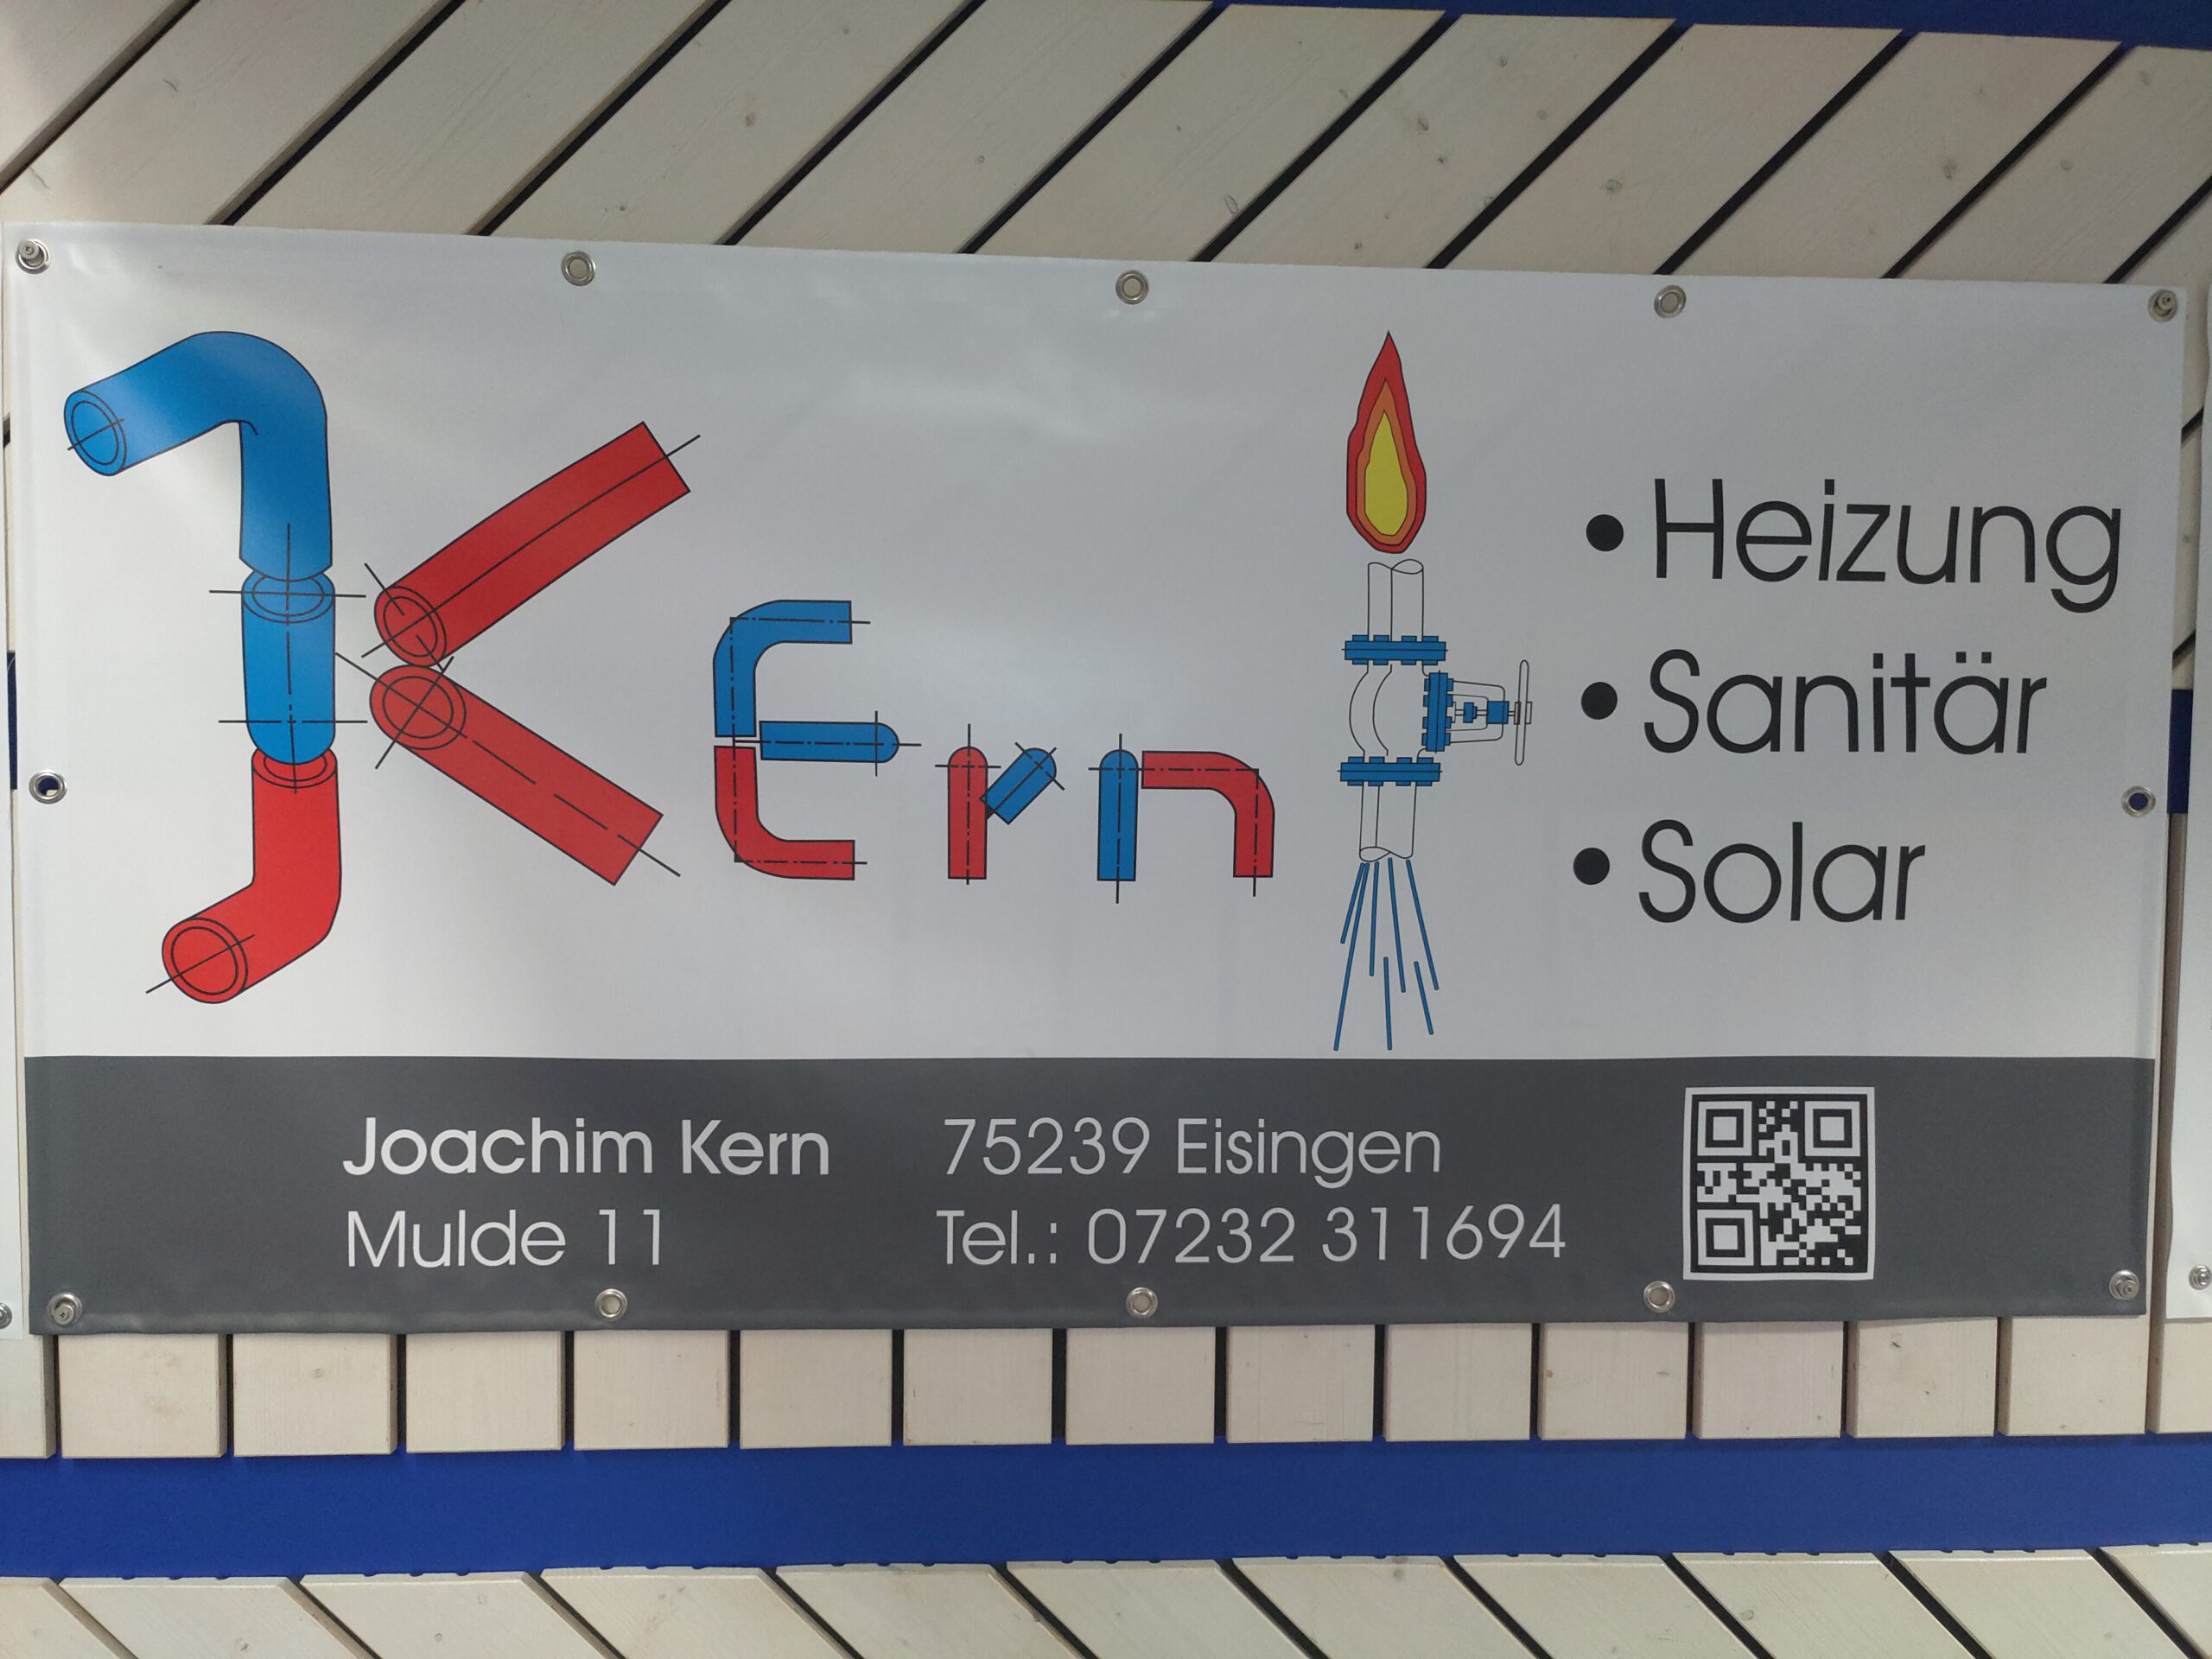 JKern
• Heizung
• Sanitär
• Solar
Joachim Kern
Mulde 11
75239 Eisingen
Tel.: 07232 311694